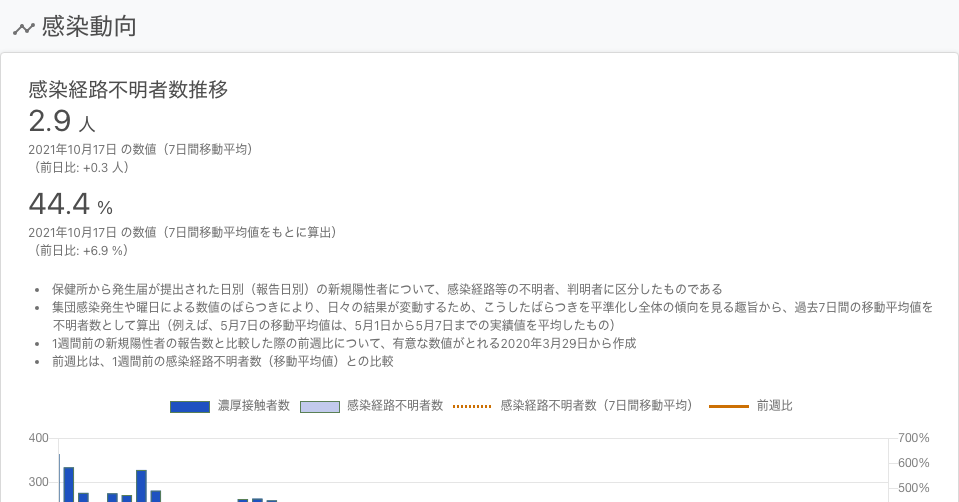 感染動向
感染経路不明者数推移
2.9 人
2021年10月17日 の数値（7日間移動平均）
（前日比: +0.3 人）
44.4 %
2021年10月17日 の数値（7日間移動平均値をもとに算出）
（前日比: +6.9 %）
• 保健所から発生届が提出された日別（報告日別）の新規陽性者について、感染経路等の不明者、判明者に区分したものである
• 集団感染発生や曜日による数値のばらつきにより、日々の結果が変動するため、こうしたばらつきを平準化し全体の傾向を見る趣旨から、過去7日間の移動平均値を
不明者数として算出（例えば、5月7日の移動平均値は、5月1日から5月7日までの実績値を平均したもの）
• 1週間前の新規陽性者の報告数と比較した際の前週比について、有意な数値がとれる2020年3月29日から作成
• 前週比は、1週間前の感染経路不明者数（移動平均値）との比較
濃厚接触者数 感染経路不明者数 感染経路不明者数（7日間移動平均） 前週比
400 700%
600%
300 500%